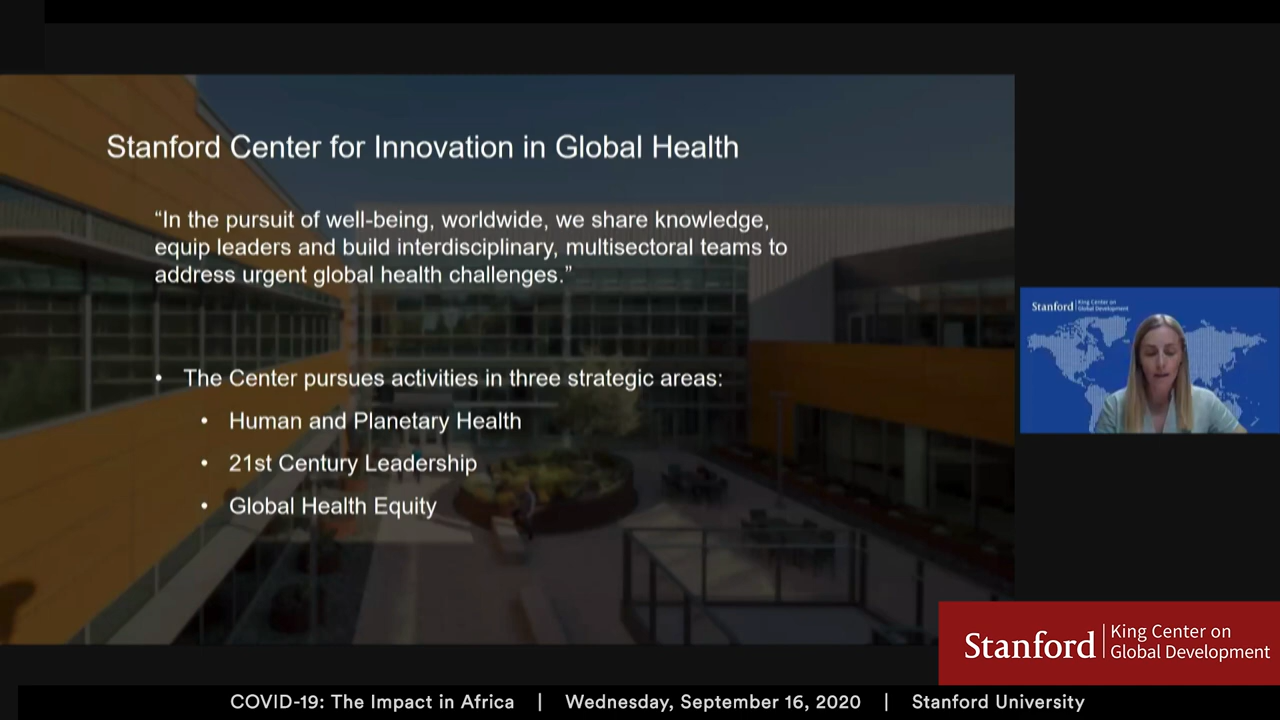 Stanford Center for Innovation in Global Health
“In the pursuit of well-being, worldwide, we share knowledge,
equip leaders and build interdisciplinary, multisectoral teams to
address urgent global health challenges.”
• The Center pursues activities in three strategic areas:
• Human and Planetary Health
• 21st Century Leadership
• Global Health Equity
Stanford
King Center on
Global Development
Stanford
King Center on
Global Development
COVID-19: The Impact in Africa | Wednesday, September 16, 2020 | Stanford University